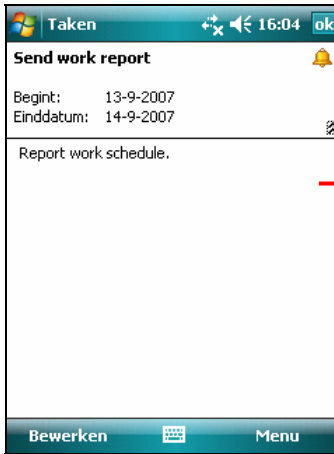 Taken 16:04 ok
Send work report
Begint: 13-9-2007
Einddatum: 14-9-2007
Report work schedule.
Bewerken Menu